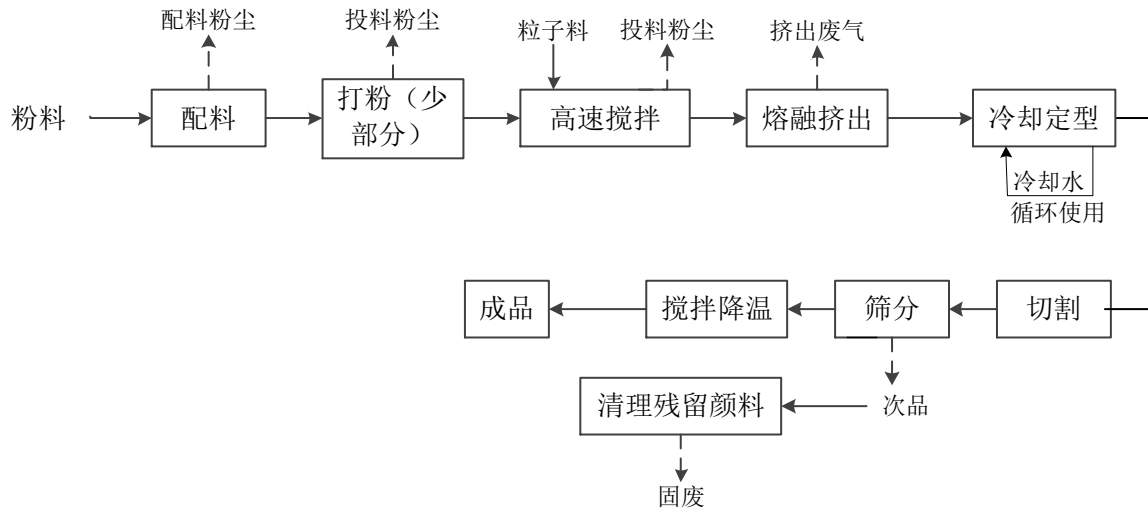 配料粉尘
投料粉尘
粒子料
投料粉尘
挤出废气
粉料
配料
打粉（少
部分）
高速搅拌
熔融挤出
冷却定型
冷却水
循环使用
成品
搅拌降温
筛分
切割
清理残留颜料
次品
固废